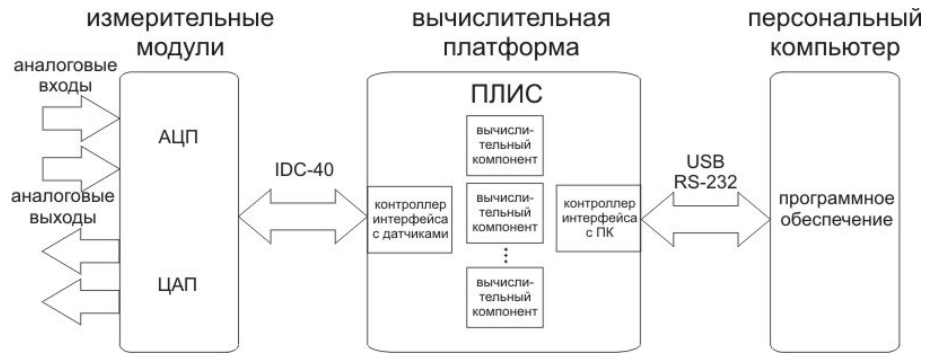 измерительные
модули
аналоговые
входы
АЦП
аналоговые
выходы
ЦАП
IDC-40
вычислительная
платформа
ПЛИС
контроллер
интерфейса
с датчиками
вычисли-
тельный
компонент
вычисли-
тельный
компонент
⋮
вычисли-
тельный
компонент
контроллер
интерфейса
с ПК
USB
RS-232
персональный
компьютер
программное
обеспечение